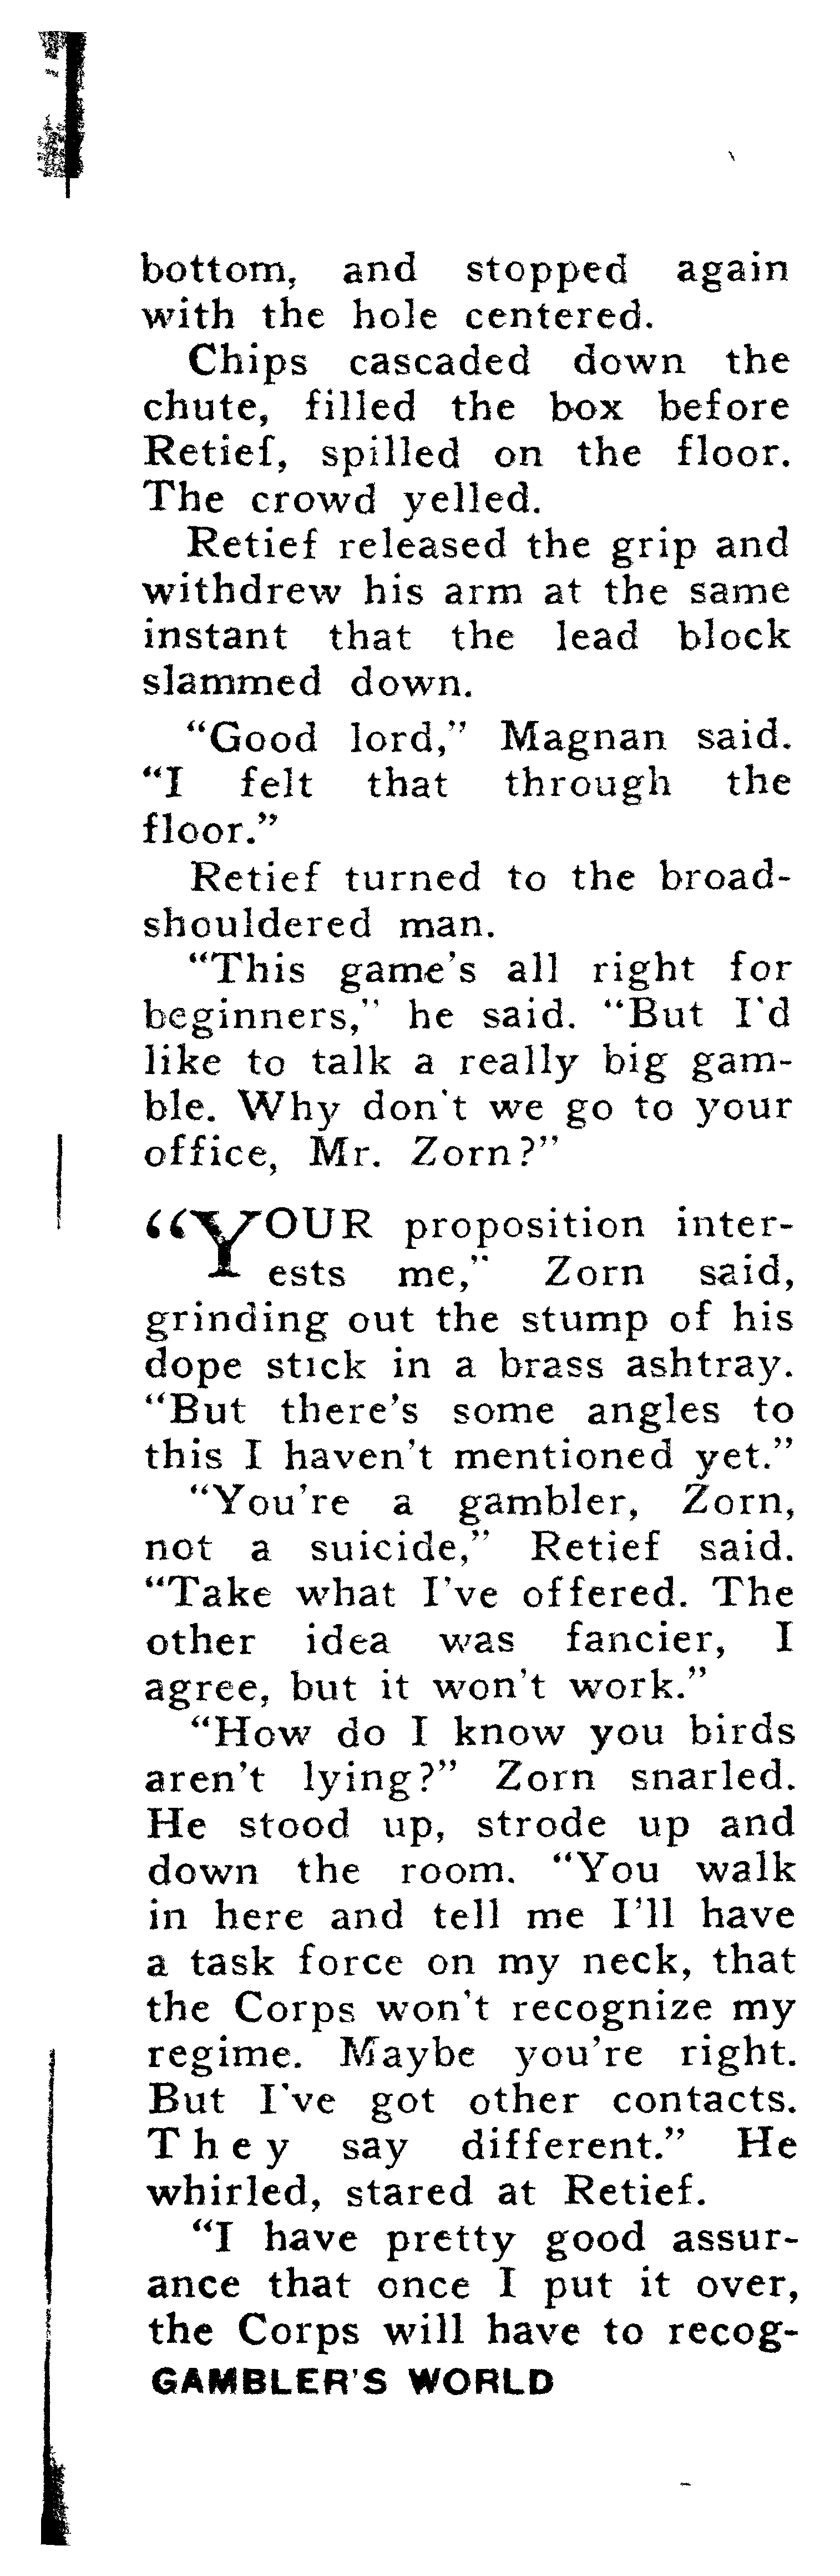 bottom, and stopped again
with the hole centered.
Chips cascaded down the
chute, filled the box before
Retief, spilled on the floor.
The crowd yelled.
Retief released the grip and
withdrew his arm at the same
instant that the lead block
slammed down.
“Good lord,” Magnan said.
“I felt that through the
floor.”
Retief turned to the broad-
shouldered man.
“This game's all right for
beginners,” he said. “But I'd
like to talk a really big gam-
ble. Why don't we go to your
office, Mr. Zorn?”
“YOUR proposition inter-
ests me,” Zorn said,
grinding out the stump of his
dope stick in a brass ashtray.
“But there's some angles to
this I haven't mentioned yet.”
“You're a gambler, Zorn,
not a suicide,” Retief said.
“Take what I've offered. The
other idea was fancier, I
agree, but it won't work.”
“How do I know you birds
aren't lying?” Zorn snarled.
He stood up, strode up and
down the room. “You walk
in here and tell me I'll have
a task force on my neck, that
the Corps won't recognize my
regime. Maybe you're right.
But I've got other contacts.
They say different.” He
whirled, stared at Retief.
“I have pretty good assur-
ance that once I put it over,
the Corps will have to recog-
GAMBLER'S WORLD